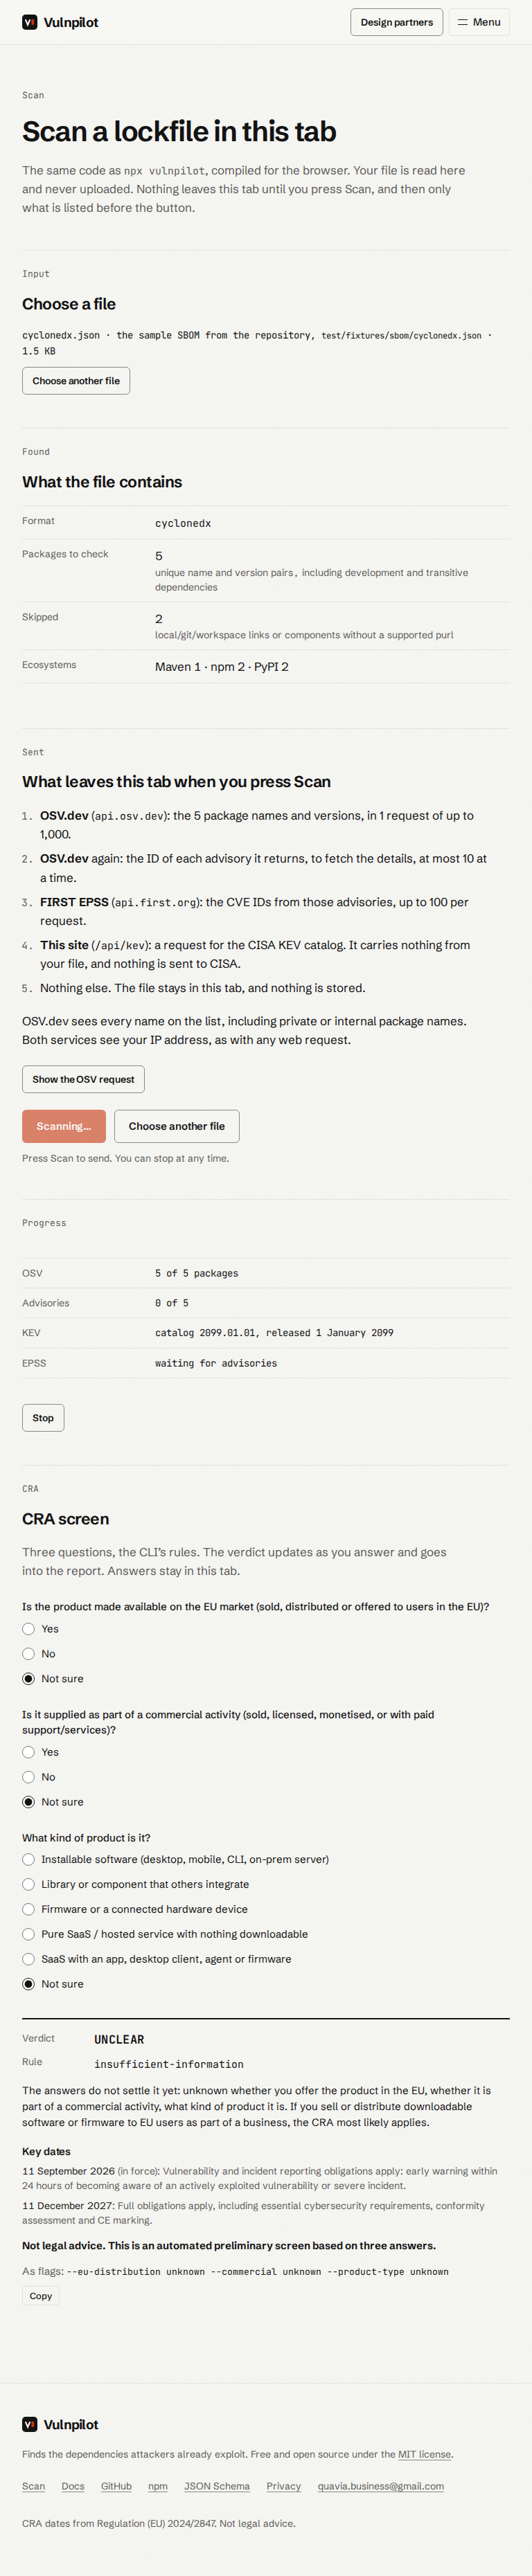 Vulnpilot
Design partners
Menu
Scan
Scan a lockfile in this tab
The same code as npx vulnpilot, compiled for the browser. Your file is read here
and never uploaded. Nothing leaves this tab until you press Scan, and then only
what is listed before the button.
Input
Choose a file
cyclonedx.json · the sample SBOM from the repository, test/fixtures/sbom/cyclonedx.json ·
1.5 KB
Choose another file
Found
What the file contains
Format
cyclonedx
Packages to check
5
unique name and version pairs, including development and transitive
dependencies
Skipped
2
local/git/workspace links or components without a supported purl
Ecosystems
Maven 1 · npm 2 · PyPI 2
Sent
What leaves this tab when you press Scan
1. OSV.dev (api.osv.dev): the 5 package names and versions, in 1 request of up to
1,000.
2. OSV.dev again: the ID of each advisory it returns, to fetch the details, at most 10 at
a time.
3. FIRST EPSS (api.first.org): the CVE IDs from those advisories, up to 100 per
request.
4. This site (/api/kev): a request for the CISA KEV catalog. It carries nothing from
your file, and nothing is sent to CISA.
5. Nothing else. The file stays in this tab, and nothing is stored.
OSV.dev sees every name on the list, including private or internal package names.
Both services see your IP address, as with any web request.
Show the OSV request
Scanning…
Choose another file
Press Scan to send. You can stop at any time.
Progress
OSV
5 of 5 packages
Advisories
0 of 5
KEV
catalog 2099.01.01, released 1 January 2099
EPSS
waiting for advisories
Stop
CRA
CRA screen
Three questions, the CLI's rules. The verdict updates as you answer and goes
into the report. Answers stay in this tab.
Is the product made available on the EU market (sold, distributed or offered to users in the EU)?
Yes
No
Not sure
Is it supplied as part of a commercial activity (sold, licensed, monetised, or with paid
support/services)?
Yes
No
Not sure
What kind of product is it?
Installable software (desktop, mobile, CLI, on-prem server)
Library or component that others integrate
Firmware or a connected hardware device
Pure SaaS / hosted service with nothing downloadable
SaaS with an app, desktop client, agent or firmware
Not sure
Verdict
UNCLEAR
Rule
insufficient-information
The answers do not settle it yet: unknown whether you offer the product in the EU, whether it is
part of a commercial activity, what kind of product it is. If you sell or distribute downloadable
software or firmware to EU users as part of a business, the CRA most likely applies.
Key dates
11 September 2026 (in force): Vulnerability and incident reporting obligations apply: early warning within
24 hours of becoming aware of an actively exploited vulnerability or severe incident.
11 December 2027: Full obligations apply, including essential cybersecurity requirements, conformity
assessment and CE marking.
Not legal advice. This is an automated preliminary screen based on three answers.
As flags: --eu-distribution unknown --commercial unknown --product-type unknown
Copy
Vulnpilot
Finds the dependencies attackers already exploit. Free and open source under the MIT license.
Scan
Docs
GitHub
npm
JSON Schema
Privacy
quavia.business@gmail.com
CRA dates from Regulation (EU) 2024/2847. Not legal advice.